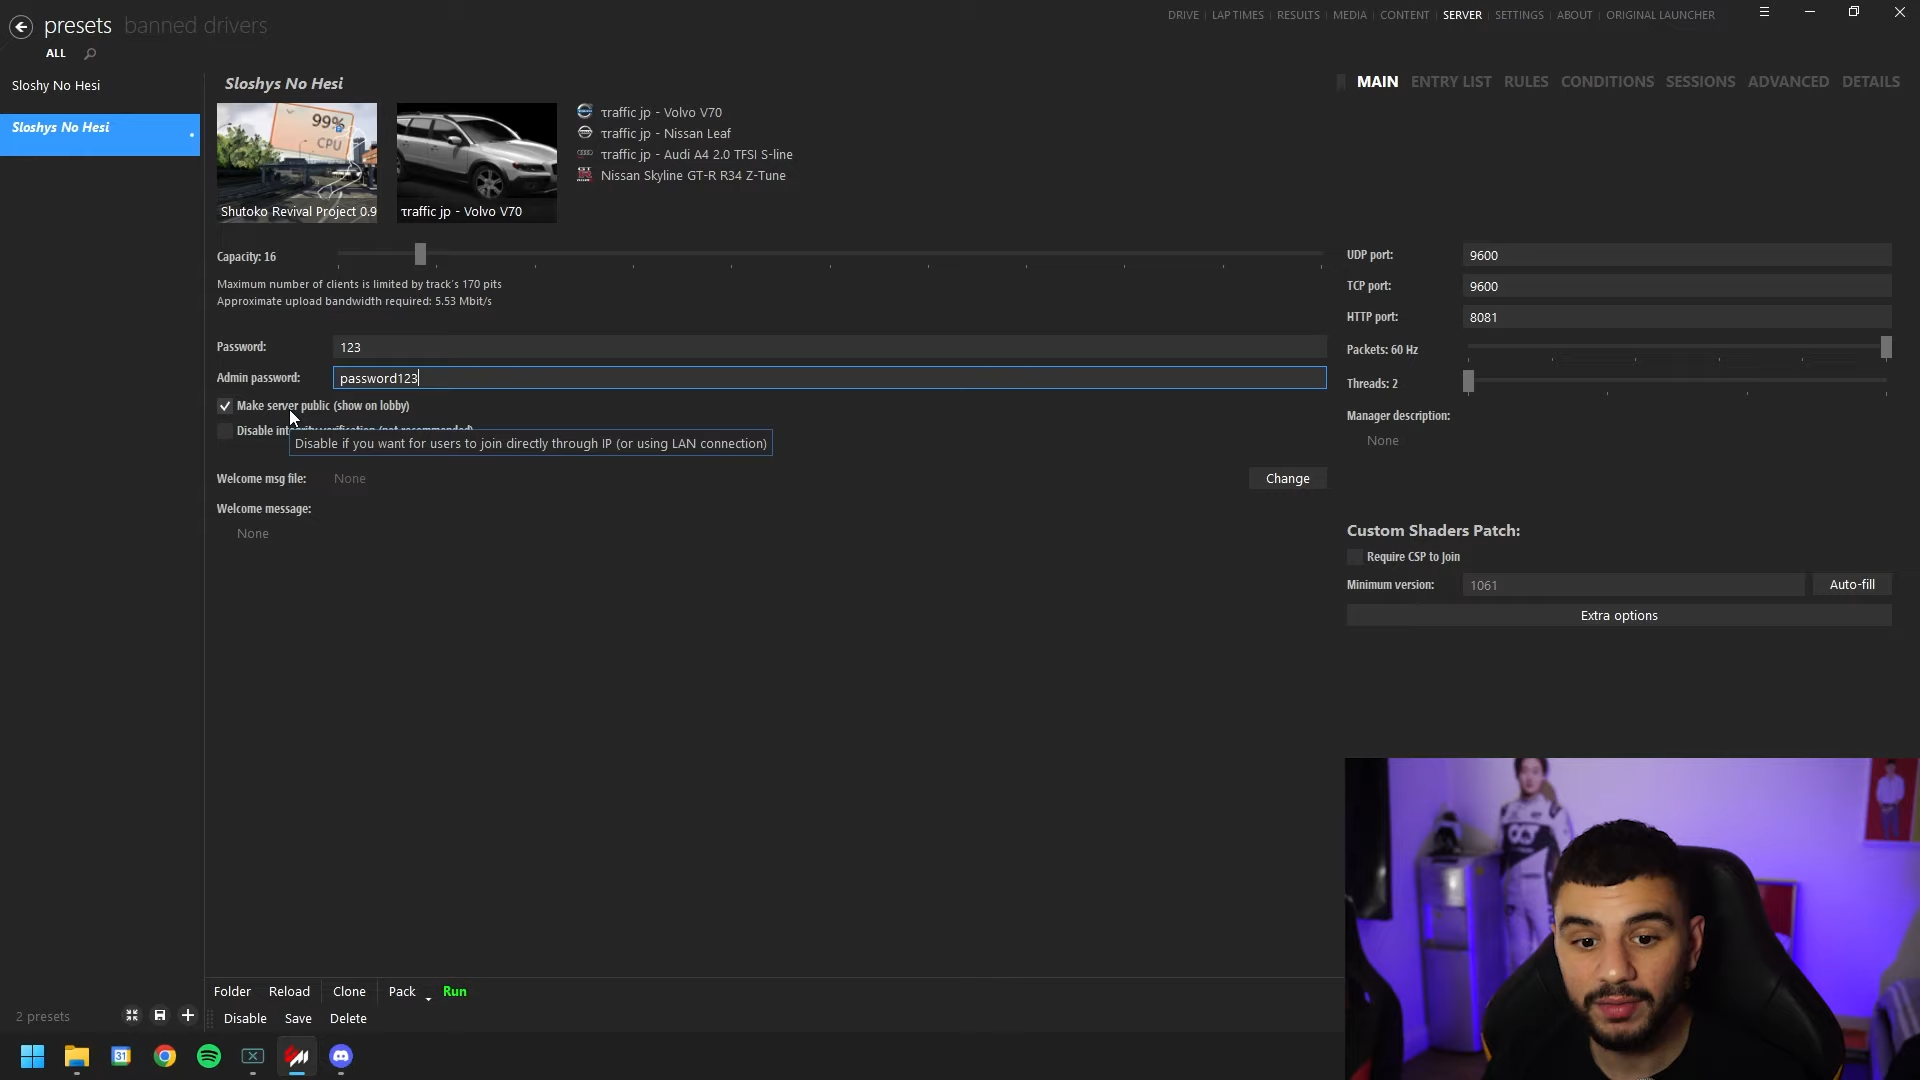 presets banned drivers
DRIVE LAP TIMES RESULTS MEDIA CONTENT SERVER SETTINGS ABOUT ORIGINAL LAUNCHER
ALL
Sloshy No Hesi
Sloshys No Hesi
Sloshys No Hesi
MAIN ENTRY LIST RULES CONDITIONS SESSIONS ADVANCED DETAILS
99%
CPU
Shutoko Revival Project 0.9
traffic jp - Volvo V70
traffic jp - Volvo V70
traffic jp - Nissan Leaf
traffic jp - Audi A4 2.0 TFSI S-line
Nissan Skyline GT-R R34 Z-Tune
Capacity: 16
Maximum number of clients is limited by track's 170 pits
Approximate upload bandwidth required: 5.53 Mbit/s
Password: 123
Admin password: password123
Make server public (show on lobby)
Disable integrity verification (not recommended)
Disable if you want for users to join directly through IP (or using LAN connection)
Welcome msg file: None Change
Welcome message:
None
UDP port: 9600
TCP port: 9600
HTTP port: 8081
Packets: 60 Hz
Threads: 2
Manager description:
None
Custom Shaders Patch:
Require CSP to join
Minimum version: 1061 Auto-fill
Extra options
Folder Reload Clone Pack Run
2 presets
Disable Save Delete
31